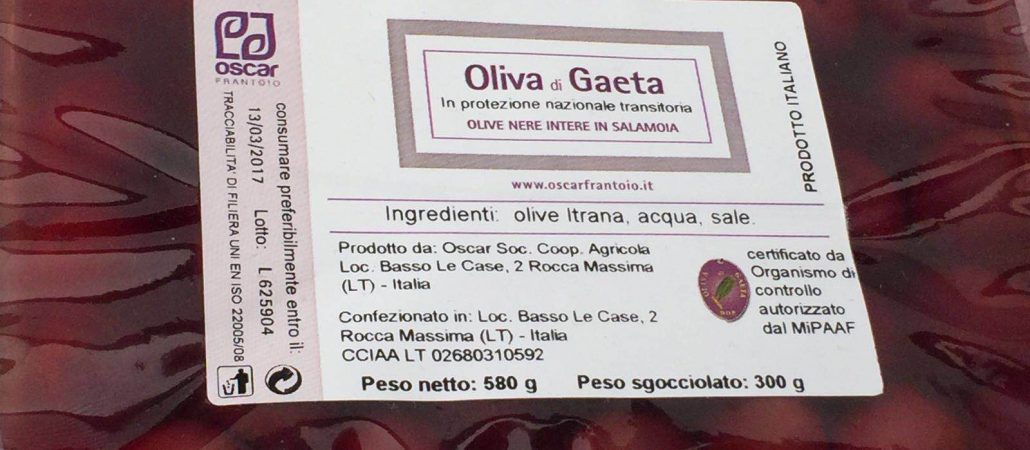 oscar
FRANTOIO
TRACCIABILITA' DI FILIERA UNI EN ISO 22005/08
13/03/2017 Lotto: L 625904
consumare preferibilmente entro il:
Oliva di Gaeta
In protezione nazionale transitoria
OLIVE NERE INTERE IN SALAMOIA
PRODOTTO ITALIANO
www.oscarfrantoio.it
Ingredienti: olive Itrana, acqua, sale.
Prodotto da: Oscar Soc. Coop. Agricola
Loc. Basso Le Case, 2 Rocca Massima
(LT) - Italia
Confezionato in: Loc. Basso Le Case, 2
Rocca Massima (LT) - Italia
CCIAA LT 02680310592
OLIVA GAETA DOP
certificato da
Organismo di
controllo
autorizzato
dal MiPAAF
Peso netto: 580 g Peso sgocciolato: 300 g